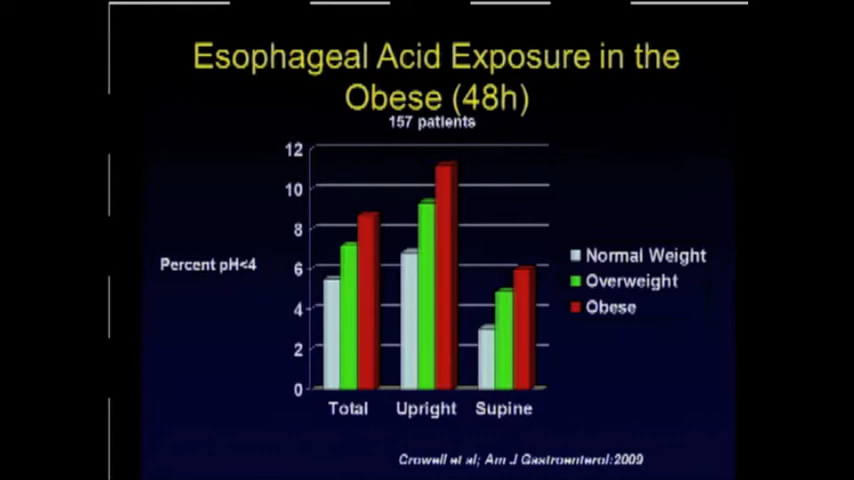 Esophageal Acid Exposure in the
Obese (48h)
157 patients
12
10
8
6
4
2
0
Percent pH<4
Normal Weight
Overweight
Obese
Total Upright Supine
Crowell et al; Am J Gastroenterol:2009